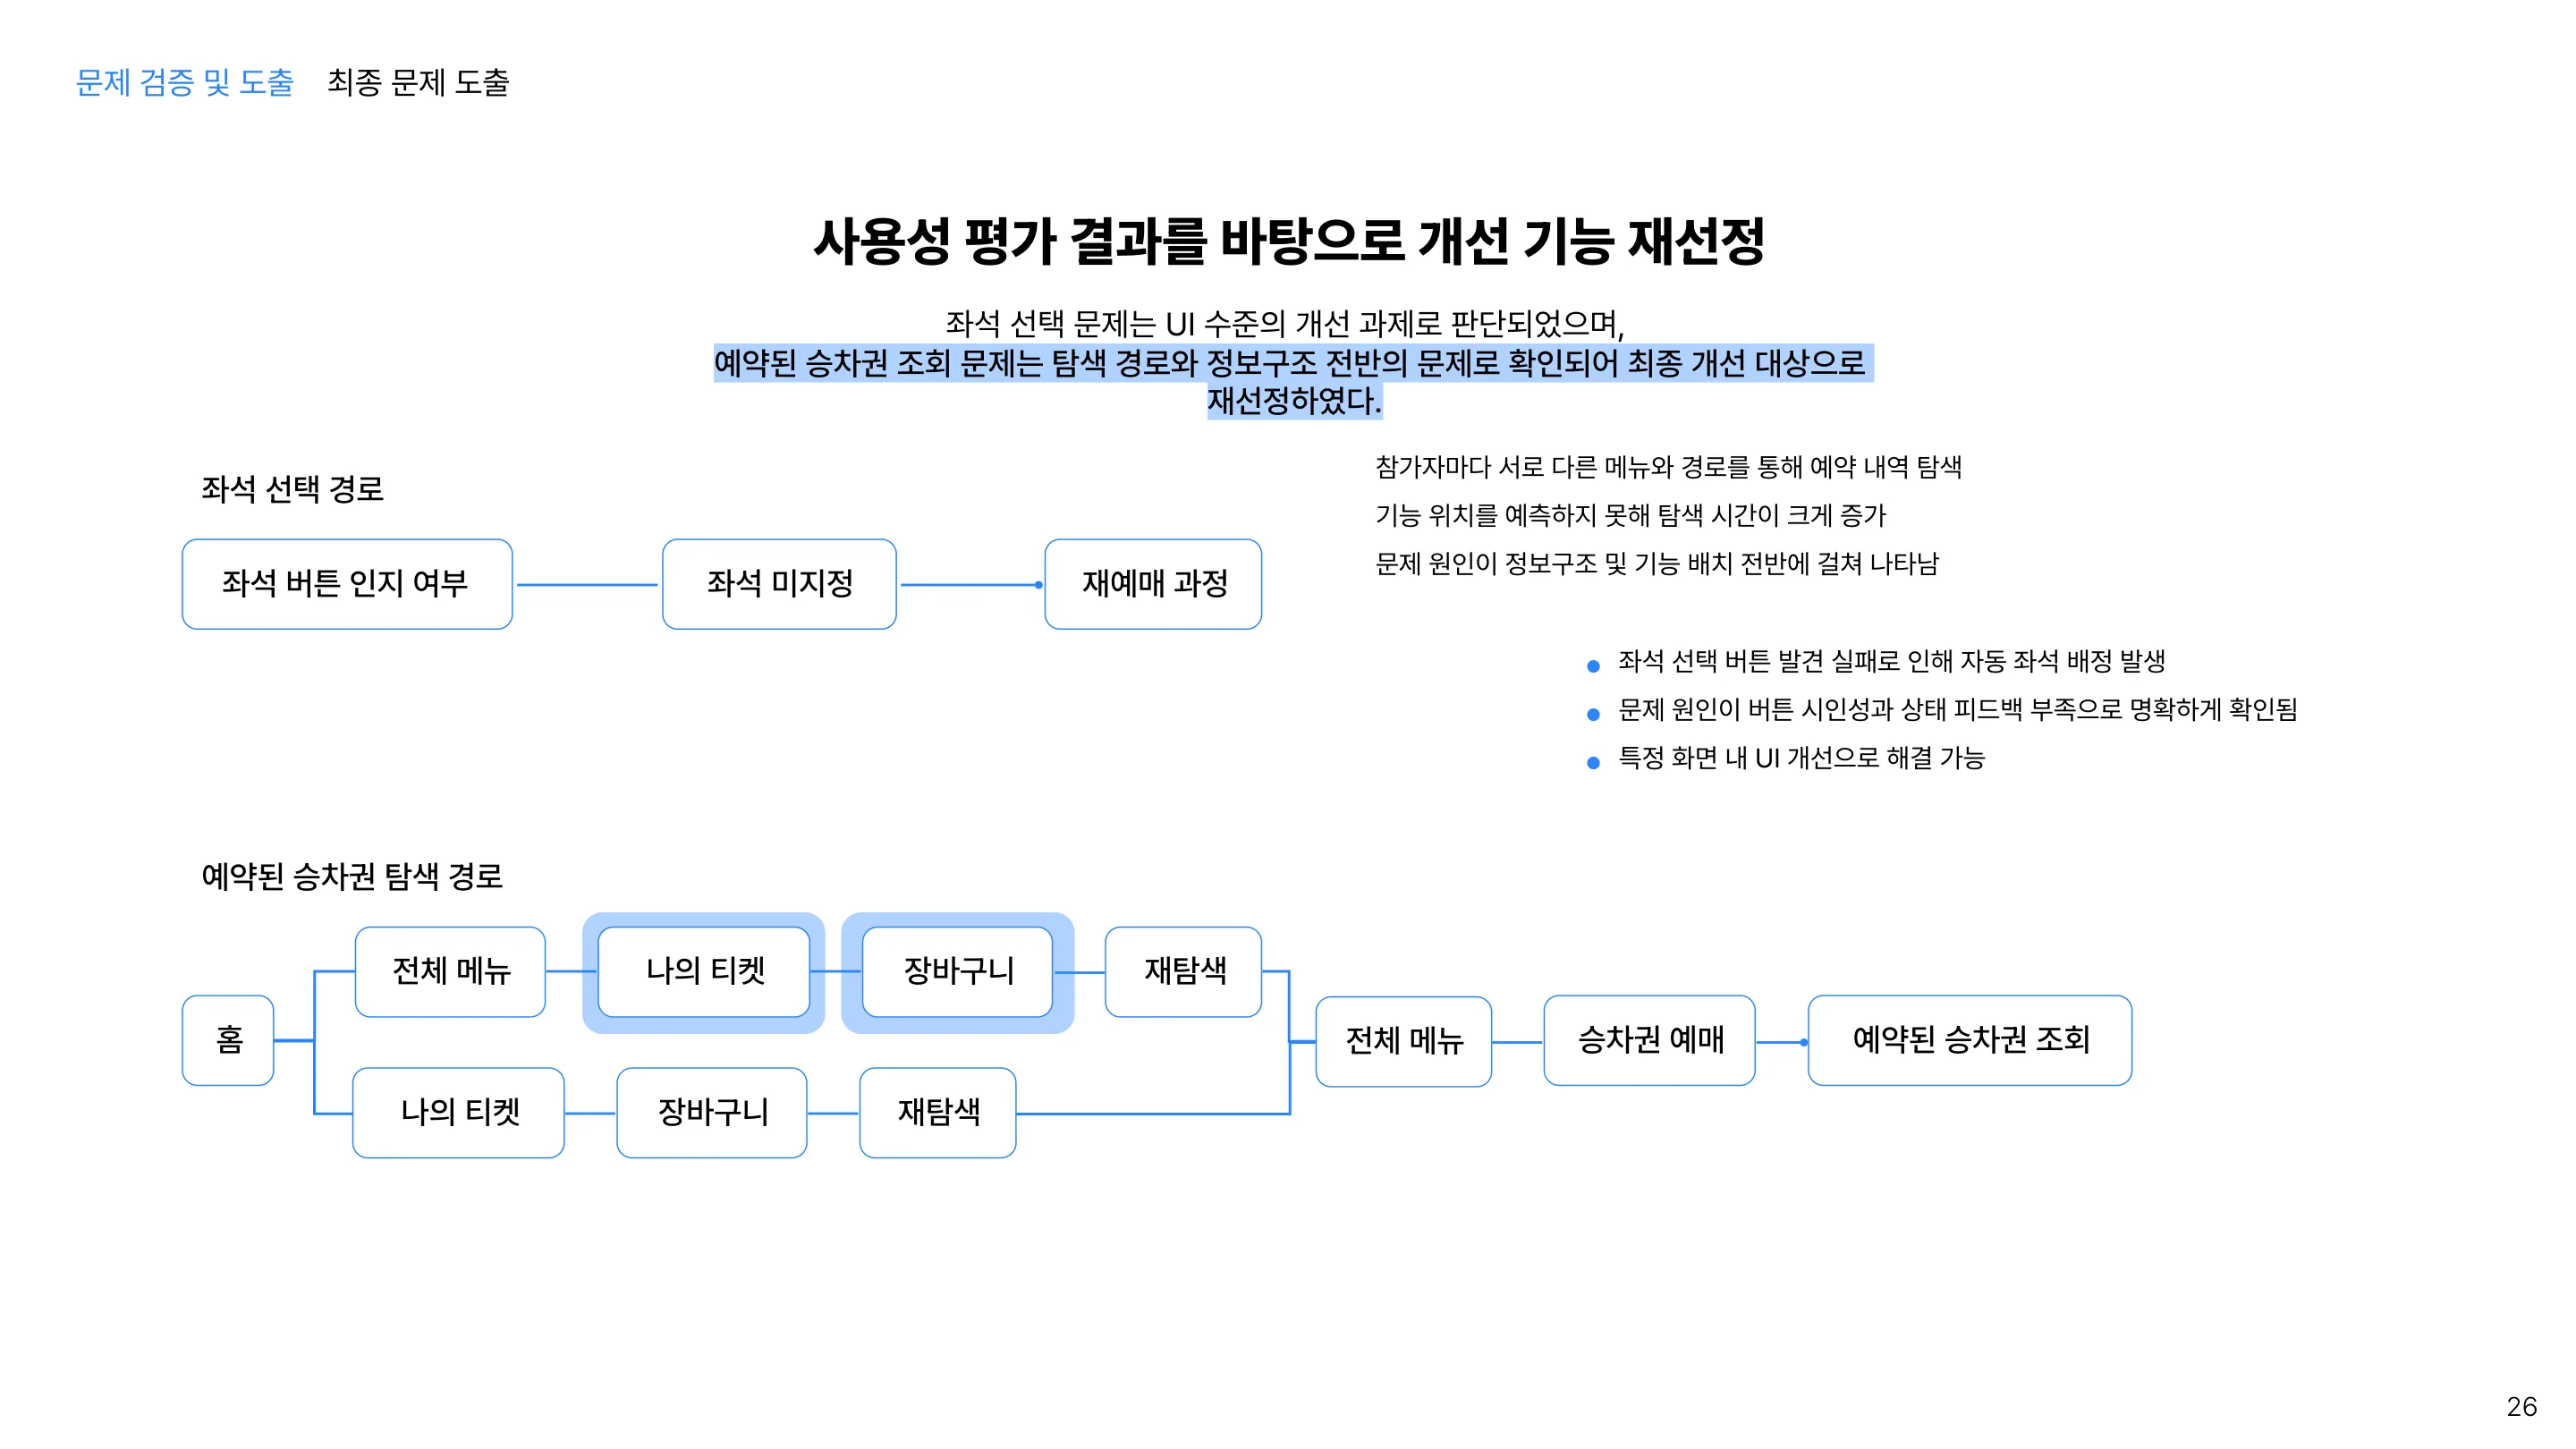 문제 검증 및 도출 최종 문제 도출
사용성 평가 결과를 바탕으로 개선 기능 재선정
좌석 선택 문제는 UI 수준의 개선 과제로 판단되었으며,
예약된 승차권 조회 문제는 탐색 경로와 정보구조 전반의 문제로 확인되어 최종 개선 대상으로
재선정하였다.
참가자마다 서로 다른 메뉴와 경로를 통해 예약 내역 탐색
기능 위치를 예측하지 못해 탐색 시간이 크게 증가
문제 원인이 정보구조 및 기능 배치 전반에 걸쳐 나타남
좌석 선택 경로
좌석 버튼 인지 여부
좌석 미지정
재예매 과정
좌석 선택 버튼 발견 실패로 인해 자동 좌석 배정 발생
문제 원인이 버튼 시인성과 상태 피드백 부족으로 명확하게 확인됨
특정 화면 내 UI 개선으로 해결 가능
예약된 승차권 탐색 경로
홈
전체 메뉴
나의 티켓
장바구니
재탐색
나의 티켓
장바구니
재탐색
전체 메뉴
승차권 예매
예약된 승차권 조회
26